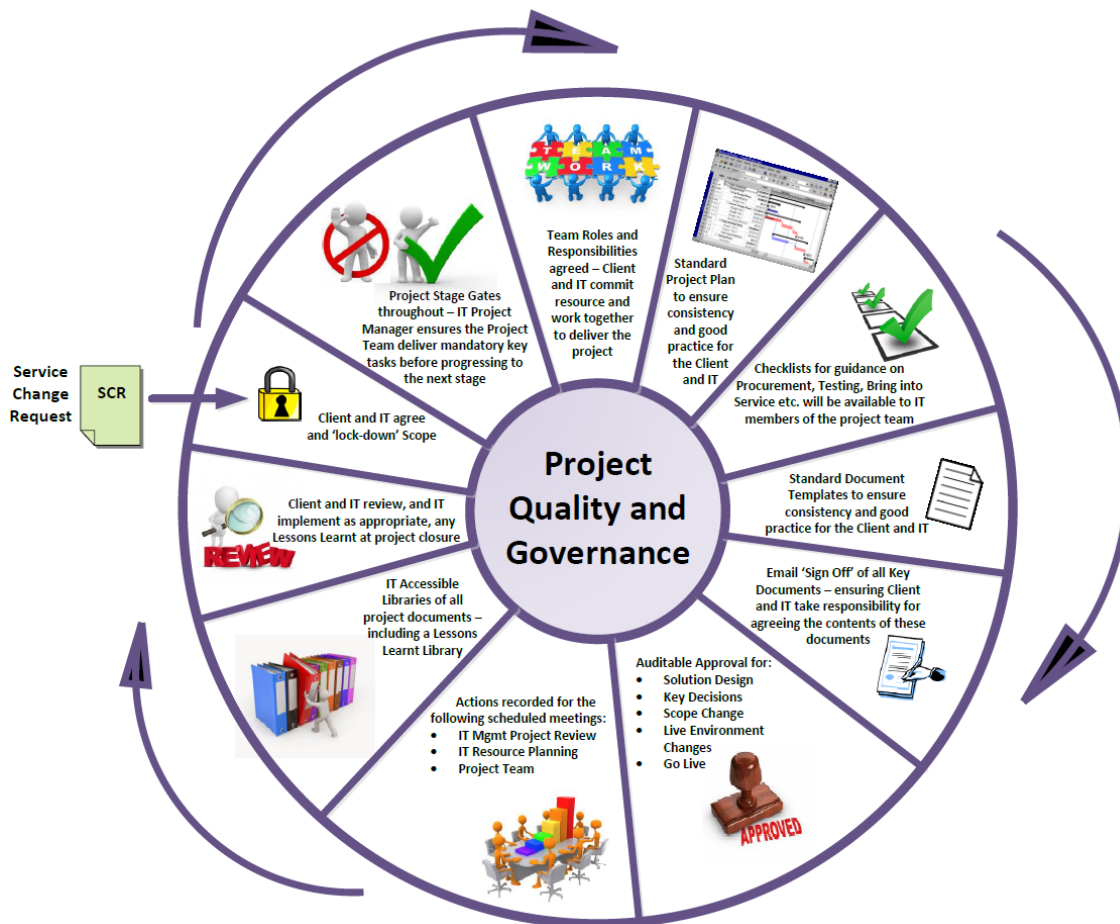 TEAM
WORK
Team Roles and
Responsibilities
agreed – Client
and IT commit
resource and
work together
to deliver the
project
Standard
Project Plan
to ensure
consistency
and good
practice for
the Client
and IT
Checklists for guidance on
Procurement, Testing, Bring into
Service etc. will be available to IT
members of the project team
Standard Document
Templates to ensure
consistency and good
practice for the Client and IT
Email ‘Sign Off’ of all Key
Documents – ensuring Client
and IT take responsibility for
agreeing the contents of these
documents
Auditable Approval for:
• Solution Design
• Key Decisions
• Scope Change
• Live Environment
Changes
• Go Live
APPROVED
Actions recorded for the
following scheduled meetings:
• IT Mgmt Project Review
• IT Resource Planning
• Project Team
IT Accessible
Libraries of all
project documents –
including a Lessons
Learnt Library
Client and IT review, and IT
implement as appropriate, any
Lessons Learnt at project closure
REVIEW
Service
Change
Request
SCR
Client and IT agree
and ‘lock-down’ Scope
Project Stage Gates
throughout – IT Project
Manager ensures the Project
Team deliver mandatory key
tasks before progressing to
the next stage
Project
Quality and
Governance